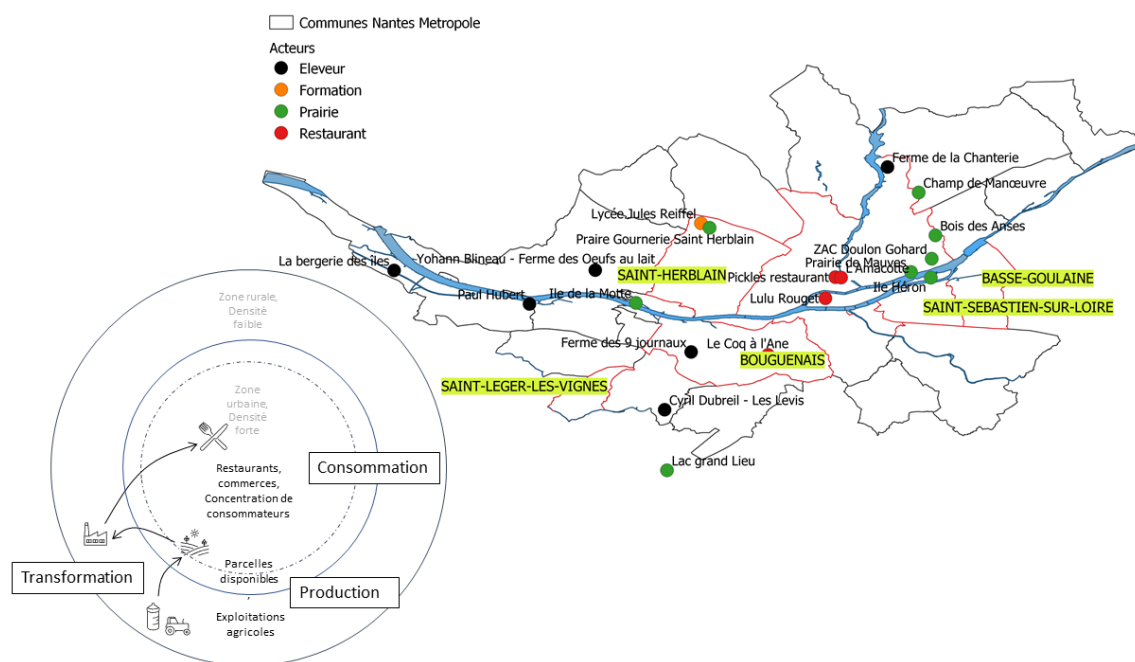 Communes Nantes Metropole
Acteurs
Eleveur
Formation
Prairie
Restaurant
Ferme de la Chanterie
Champ de Manœuvre
Lycée Jules Reiffel
Bois des Anses
Praire Gournerie Saint Herblain
ZAC Doulon Gohard
Yohann Blineau - Ferme des Oeufs au lait
La bergerie des îles
Prairie de Mauves
SAINT-HERBLAIN
Pickles restaurant
L'Amacotte
BASSE-GOULAINE
Ile Héron
Paul Hubert
Ile de la Motte
Lulu Rouget
SAINT-SEBASTIEN-SUR-LOIRE
Ferme des 9 journaux
Le Coq à l'Ane
BOUGUENAIS
SAINT-LEGER-LES-VIGNES
Cyril Dubreil - Les Levis
Lac grand Lieu
Zone rurale,
Densité
faible
Zone
urbaine,
Densité
forte
Restaurants,
commerces,
Concentration de
consommateurs
Consommation
Parcelles
disponibles
,
Transformation
Production
Exploitations
agricoles